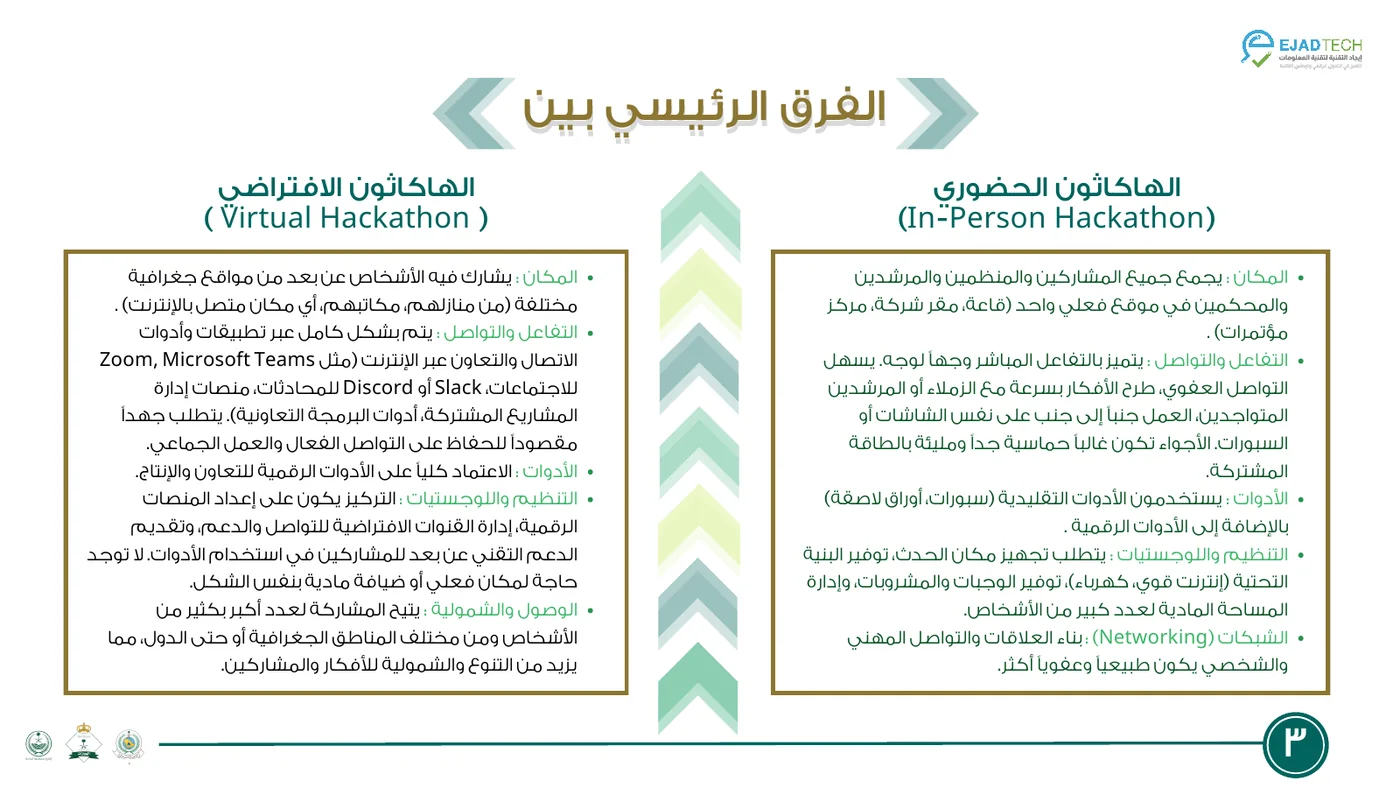 EJADTECH
إيجاد التقنية لتقنية المعلومات
الفرق الرئيسي بين
الهاكاثون الحضوري
(In-Person Hackathon)
• المكان : يجمع جميع المشاركين والمنظمين والمرشدين
والمحكمين في موقع فعلي واحد (قاعة، مقر شركة، مركز
مؤتمرات) .
• التفاعل والتواصل : يتميز بالتفاعل المباشر وجهاً لوجه. يسهل
التواصل العفوي، طرح الأفكار بسرعة مع الزملاء أو المرشدين
المتواجدين، العمل جنباً إلى جنب على نفس الشاشات أو
السبورات. الأجواء تكون غالباً حماسية جداً ومليئة بالطاقة
المشتركة.
• الأدوات : يستخدمون الأدوات التقليدية (سبورات، أوراق لاصقة)
بالإضافة إلى الأدوات الرقمية .
• التنظيم واللوجستيات : يتطلب تجهيز مكان الحدث، توفير البنية
التحتية (إنترنت قوي، كهرباء)، توفير الوجبات والمشروبات، وإدارة
المساحة المادية لعدد كبير من الأشخاص.
• الشبكات (Networking) : بناء العلاقات والتواصل المهني
والشخصي يكون طبيعياً وعفوياً أكثر.
الهاكاثون الافتراضي
( Virtual Hackathon )
• المكان : يشارك فيه الأشخاص عن بعد من مواقع جغرافية
مختلفة (من منازلهم، مكاتبهم، أي مكان متصل بالإنترنت) .
• التفاعل والتواصل : يتم بشكل كامل عبر تطبيقات وأدوات
الاتصال والتعاون عبر الإنترنت (مثل Zoom, Microsoft Teams
للاجتماعات، Slack أو Discord للمحادثات، منصات إدارة
المشاريع المشتركة، أدوات البرمجة التعاونية). يتطلب جهداً
مقصوداً للحفاظ على التواصل الفعال والعمل الجماعي.
• الأدوات : الاعتماد كلياً على الأدوات الرقمية للتعاون والإنتاج.
• التنظيم واللوجستيات : التركيز يكون على إعداد المنصات
الرقمية، إدارة القنوات الافتراضية للتواصل والدعم، وتقديم
الدعم التقني عن بعد للمشاركين في استخدام الأدوات. لا توجد
حاجة لمكان فعلي أو ضيافة مادية بنفس الشكل.
• الوصول والشمولية : يتيح المشاركة لعدد أكبر بكثير من
الأشخاص ومن مختلف المناطق الجغرافية أو حتى الدول، مما
يزيد من التنوع والشمولية للأفكار والمشاركين.
٣